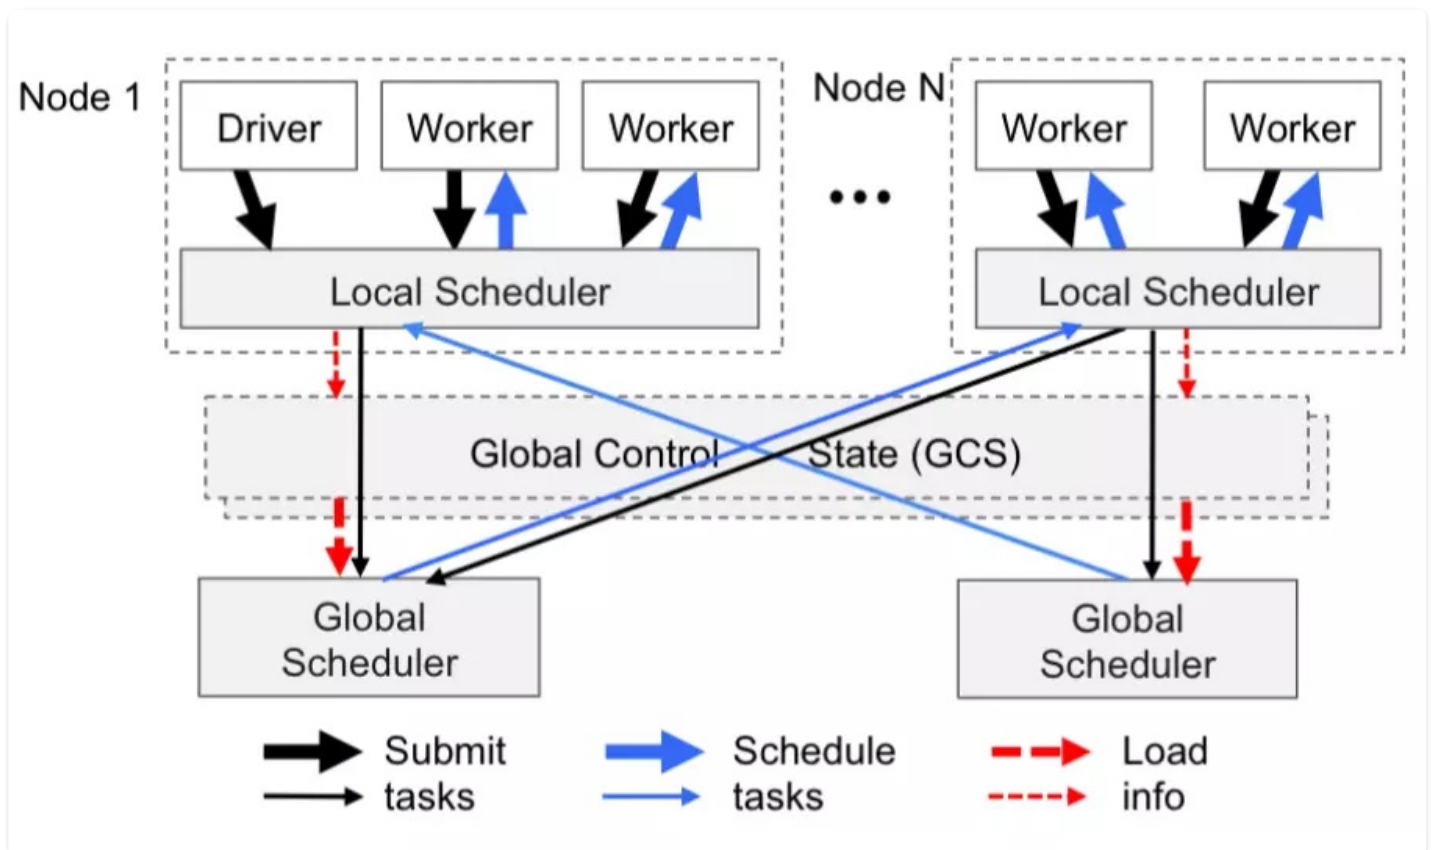 Node 1
Driver
Worker
Worker
Node N
Worker
Worker
...
Local Scheduler
Local Scheduler
Global Control State (GCS)
Global
Scheduler
Global
Scheduler
Submit
tasks
Schedule
tasks
Load
info